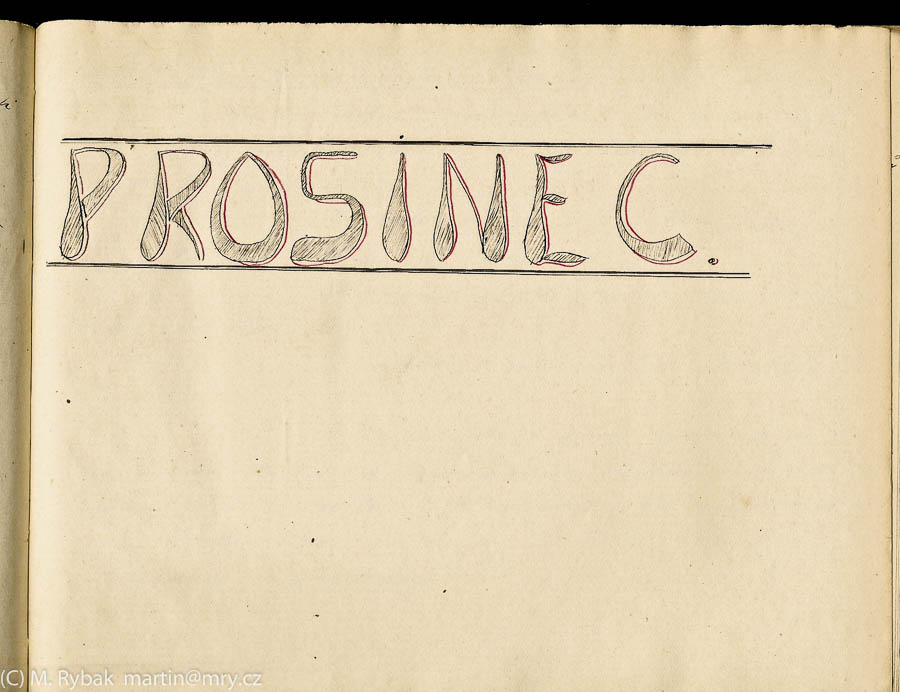 PROSINEC.
(C) M. Rybak martin@mry.cz